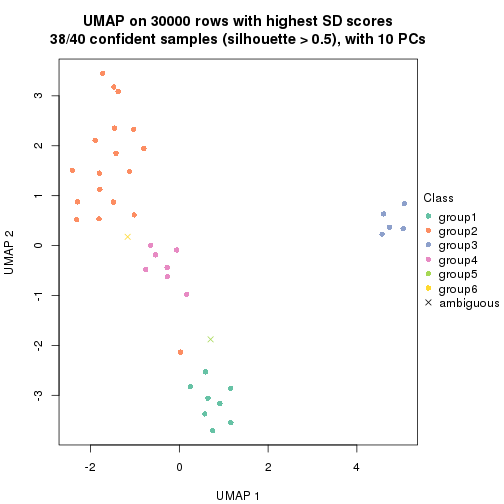 UMAP on 30000 rows with highest SD scores
38/40 confident samples (silhouette > 0.5), with 10 PCs
3
2
1
0
-1
-2
-3
UMAP 2
-2
0
2
4
UMAP 1
Class
group1
group2
group3
group4
group5
group6
ambiguous